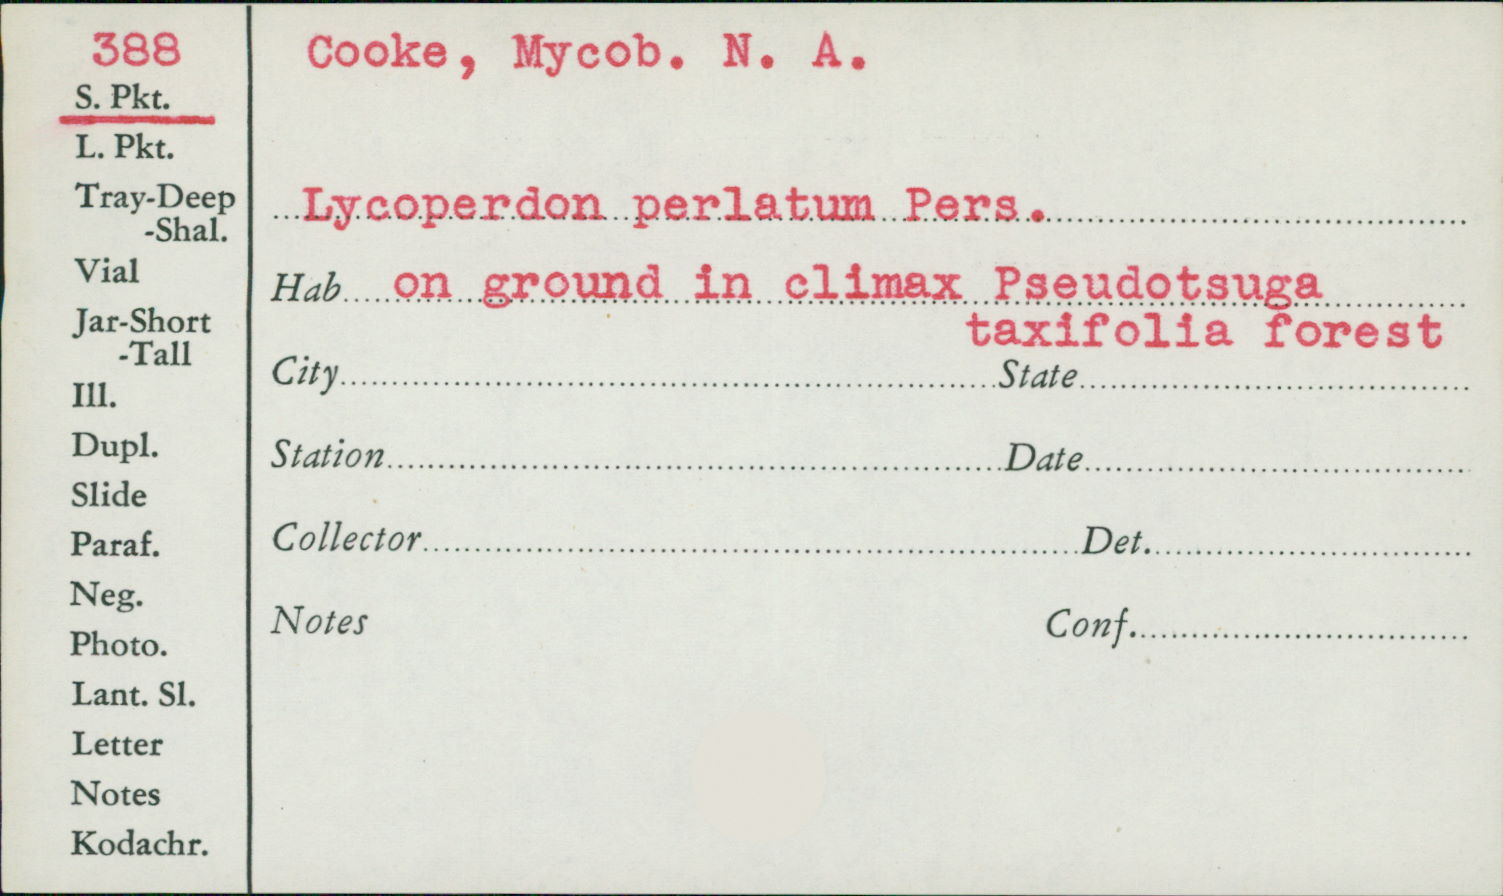 388
S. Pkt.
L. Pkt.
Tray-Deep
-Shal.
Vial
Jar-Short
-Tall
Ill.
Dupl.
Slide
Paraf.
Neg.
Photo.
Lant. Sl.
Letter
Notes
Kodachr.
Cooke, Mycob. N. A.
Lycoperdon perlatum Pers.
Hab. on ground in climax Pseudotsuga
taxifolia forest
City State
Station Date
Collector Det.
Notes Conf.